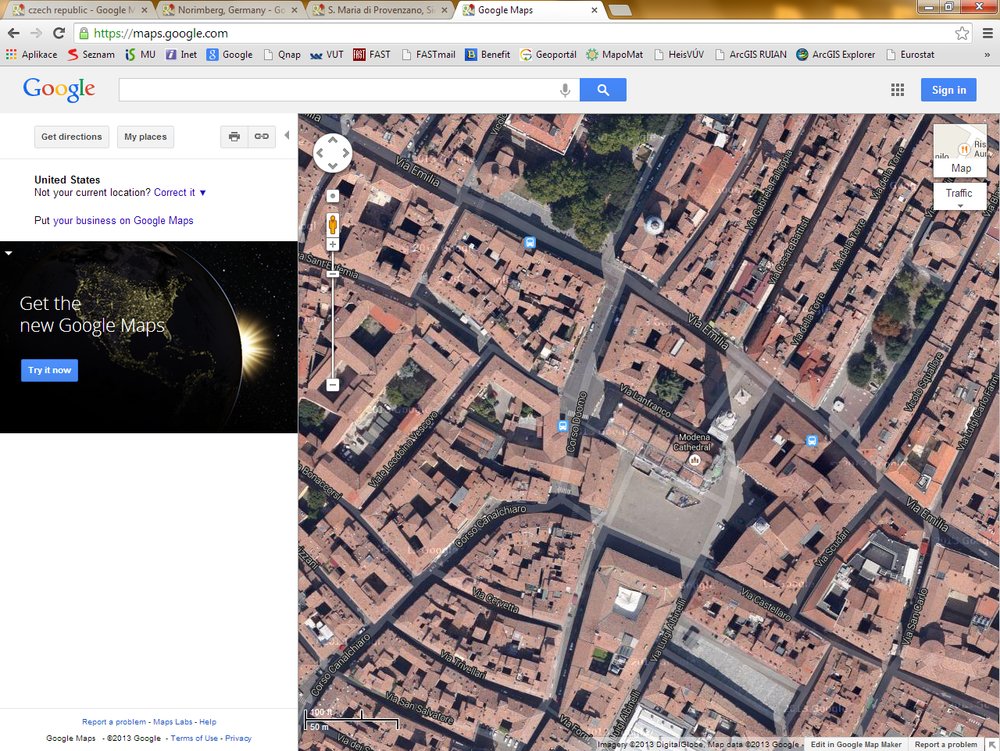 czech republic - Google M
Norimberg, Germany - Go
S. Maria di Provenzano, Si
Google Maps
https://maps.google.com
Aplikace
Seznam
MU
Inet
Google
Qnap
VUT
FAST
FASTmail
Benefit
Geoportál
MapoMat
HeisVÚV
ArcGIS RUIAN
ArcGIS Explorer
Eurostat
»
Google
Sign in
Get directions
My places
United States
Not your current location? Correct it ▼
Put your business on Google Maps
Get the
new Google Maps
Try it now
Report a problem - Maps Labs - Help
Google Maps - ©2013 Google - Terms of Use - Privacy
Map
Traffic
Via Emilia
Via Gabriele Falloppia
Via della Torre
Via Cesare Battisti
Via della Torre
Via Sant'Eufemia
Via della Torre
Via Emilia
Vicolo Squallore
Via Luigi Carlo Farini
Via Lanfranco
Corso Duomo
Modena
Cathedral
Viale Leodoino Vescovo
Via Bonaccorsi
Corso Canalchiaro
Via Emilia
Via Scudari
Via Cervetta
Via Castellaro
Via San Carlo
Via Luigi Albinelli
Corso Canalchiaro
Via Trivellari
Via San Salvatore
Luigi Albinelli
100 ft
50 m
Imagery ©2013 DigitalGlobe, Map data ©2013 Google -
Edit in Google Map Maker
Report a problem